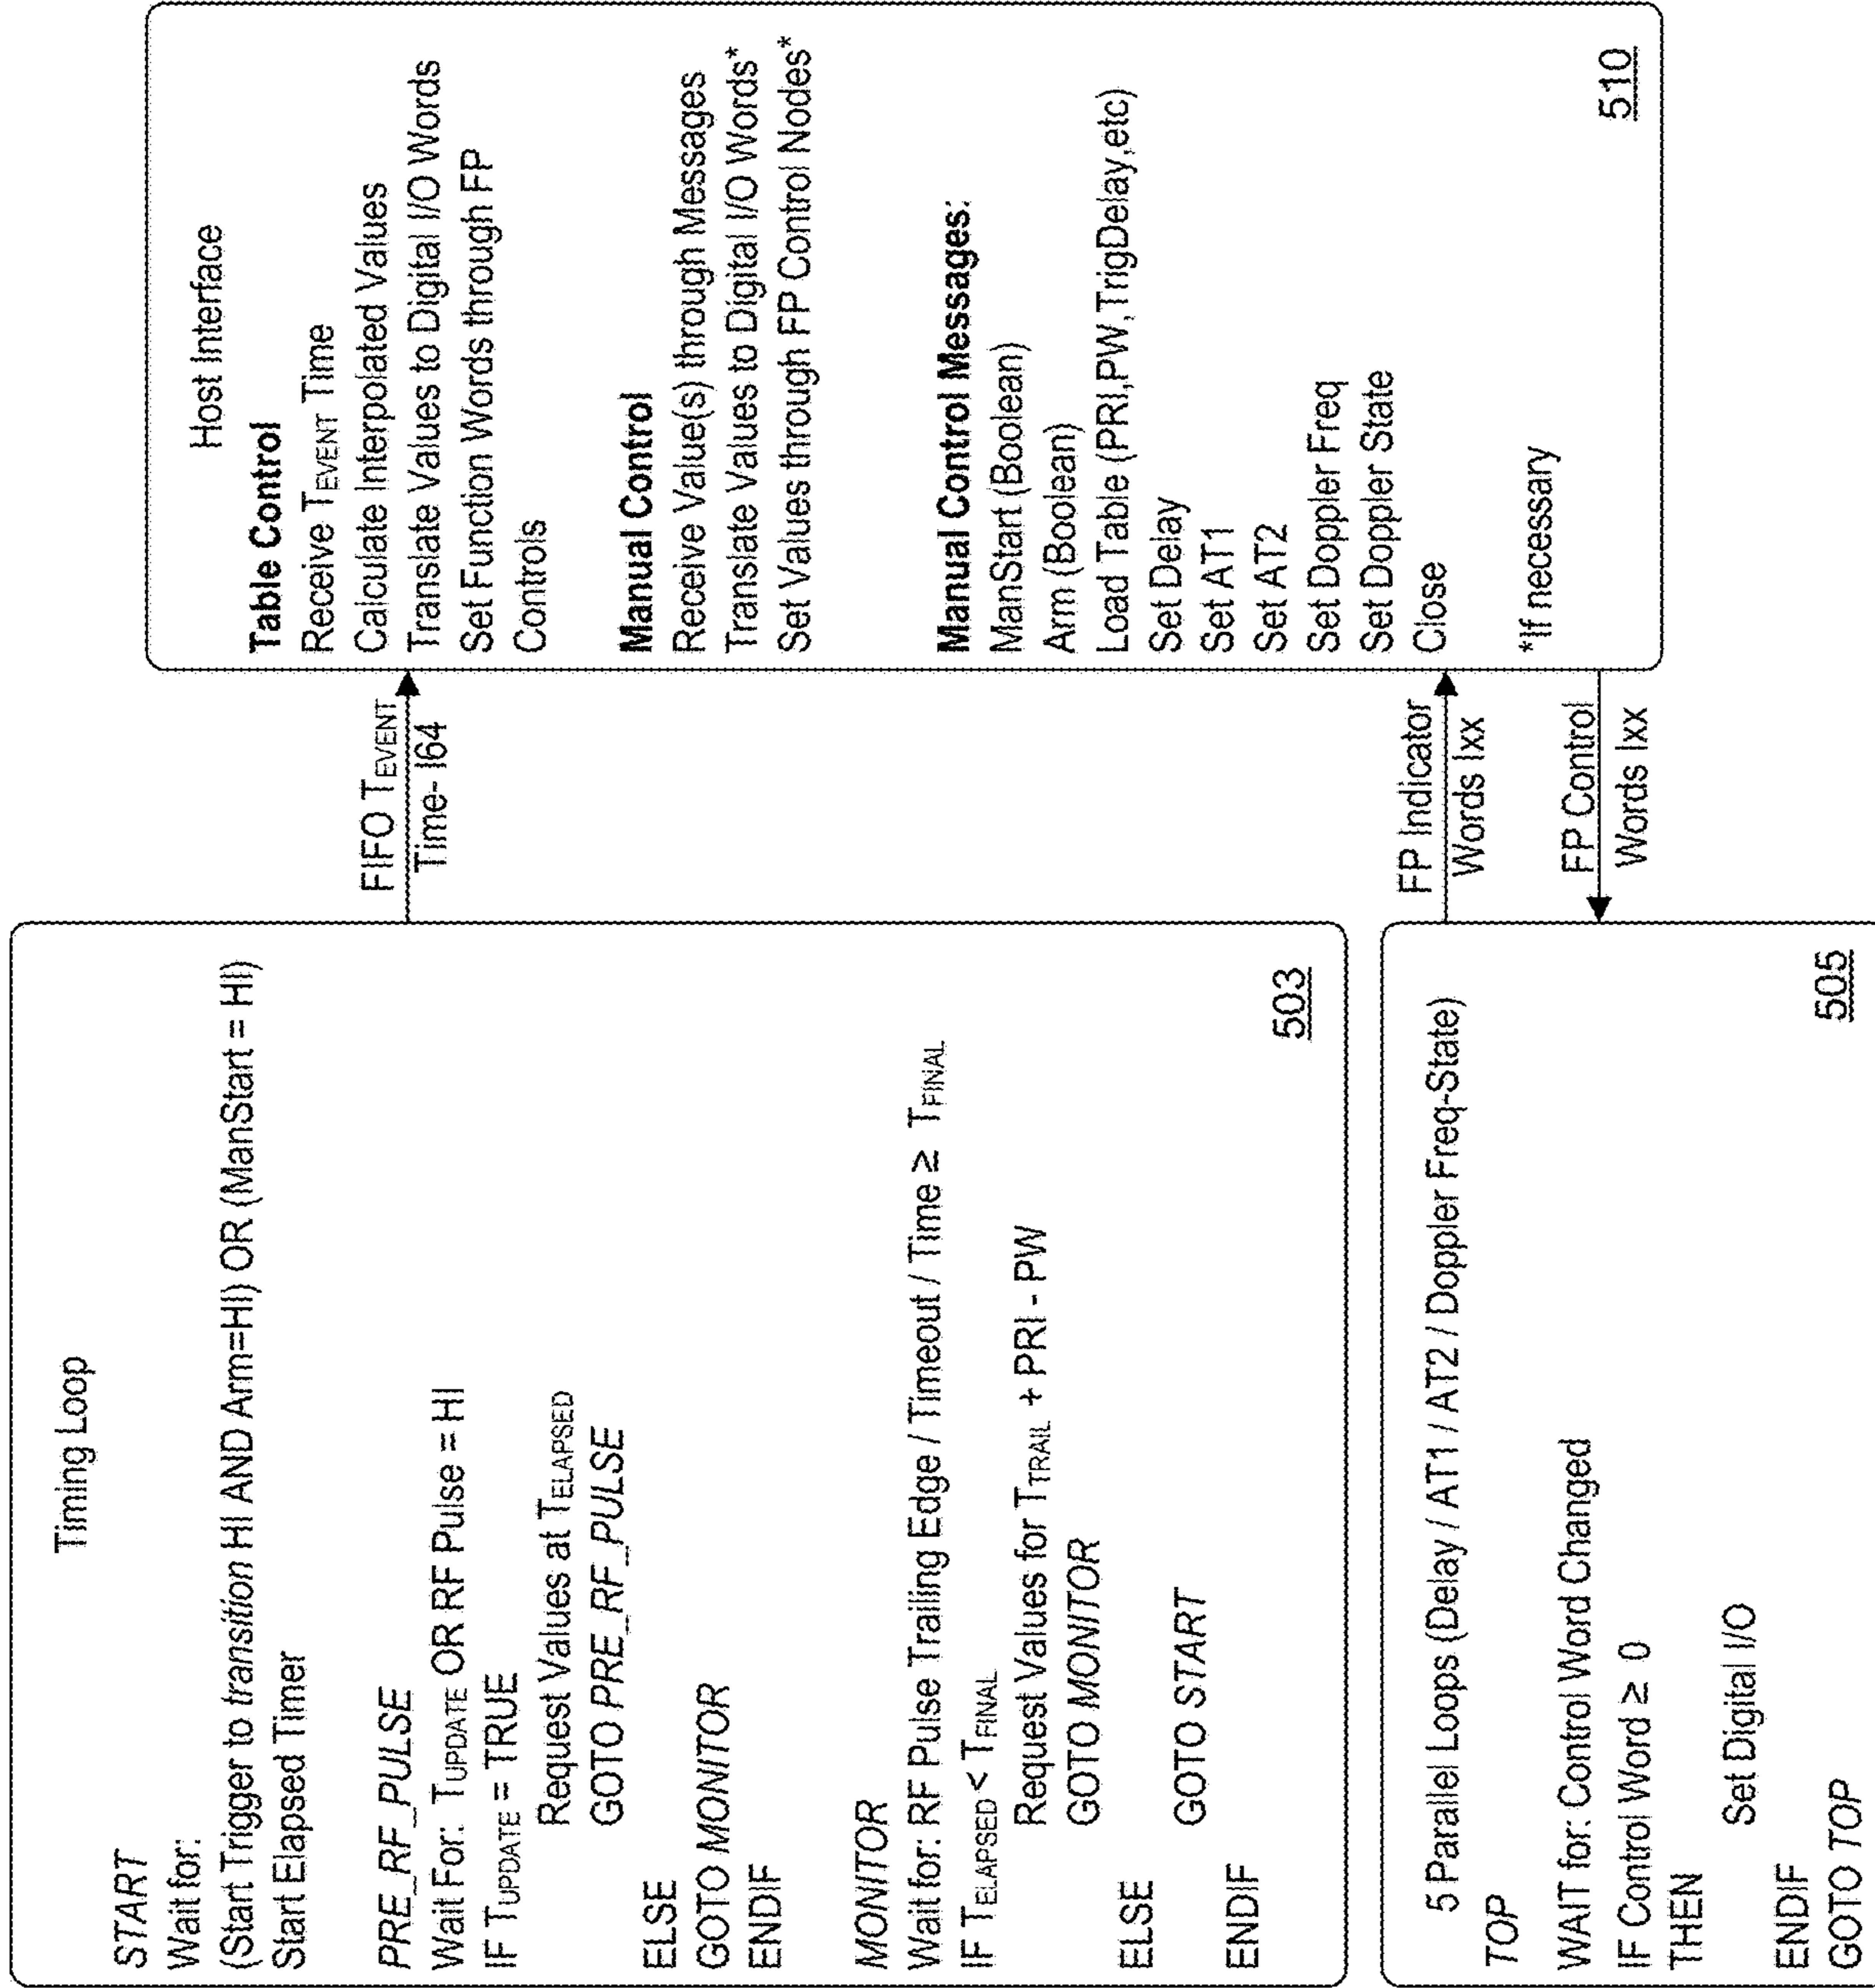 Timing Loop
START
Wait for:
(Start Trigger to transition HI AND Arm=HI) OR (ManStart = HI)
Start Elapsed Timer
PRE_RF_PULSE
Wait For: TUPDATE OR RF Pulse = HI
IF TUPDATE = TRUE
Request Values at TELAPSED
GOTO PRE_RF_PULSE
ELSE
GOTO MONITOR
ENDIF
MONITOR
Wait for: RF Pulse Trailing Edge / Timeout / Time ≥ TFINAL
IF TELAPSED < TFINAL
Request Values for TTRAIL + PRI - PW
GOTO MONITOR
ELSE
GOTO START
ENDIF
503
5 Parallel Loops (Delay / AT1 / AT2 / Doppler Freq-State)
TOP
WAIT for: Control Word Changed
IF Control Word ≥ 0
THEN
Set Digital I/O
ENDIF
GOTO TOP
505
FIFO TEVENT
Time- I64
FP Indicator
Words Ixx
FP Control
Words Ixx
Host Interface
Table Control
Receive TEVENT Time
Calculate Interpolated Values
Translate Values to Digital I/O Words
Set Function Words through FP
Controls
Manual Control
Receive Value(s) through Messages
Translate Values to Digital I/O Words*
Set Values through FP Control Nodes*
Manual Control Messages:
ManStart (Boolean)
Arm (Boolean)
Load Table (PRI,PW,TrigDelay,etc)
Set Delay
Set AT1
Set AT2
Set Doppler Freq
Set Doppler State
Close
*If necessary
510